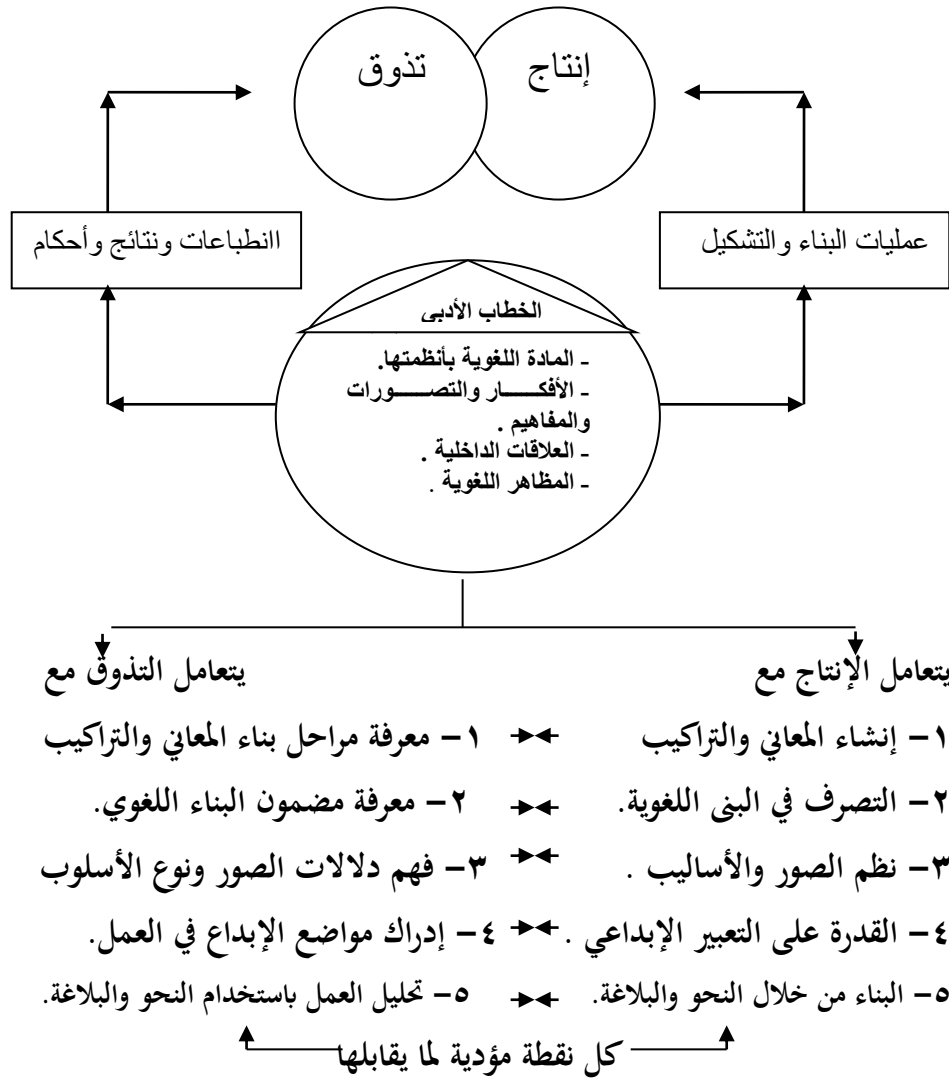 إنتاج
تذوق
عمليات البناء والتشكيل
اانطباعات ونتائج وأحكام
الخطاب الأدبى
- المادة اللغوية بأنظمتها.
- الأفكــــار والتصـــــورات
والمفاهيم .
- العلاقات الداخلية .
- المظاهر اللغوية .
يتعامل الإنتاج مع
يتعامل التذوق مع
١– إنشاء المعاني والتراكيب
١– معرفة مراحل بناء المعاني والتراكيب
٢– التصرف في البنى اللغوية.
٢– معرفة مضمون البناء اللغوي.
٣– نظم الصور والأساليب .
٣– فهم دلالات الصور ونوع الأسلوب
٤– القدرة على التعبير الإبداعي .
٤– إدراك مواضع الإبداع في العمل.
٥– البناء من خلال النحو والبلاغة.
٥– تحليل العمل باستخدام النحو والبلاغة.
كل نقطة مؤدية لما يقابلها